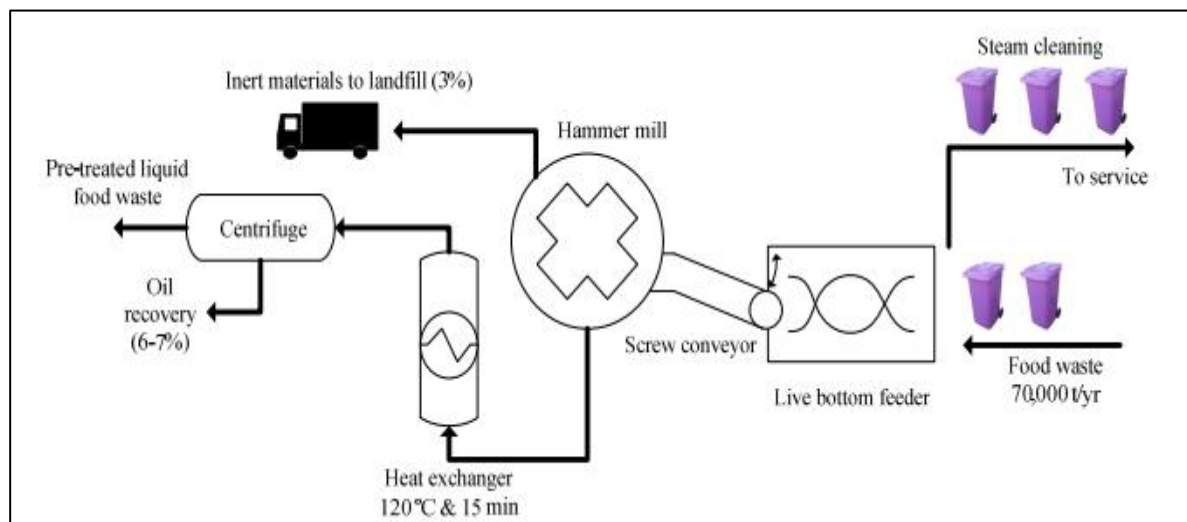 Steam cleaning
Inert materials to landfill (3%)
Hammer mill
Pre-treated liquid
food waste
To service
Centrifuge
Oil
recovery
(6-7%)
Screw conveyor
Food waste
70,000 t/yr
Live bottom feeder
Heat exchanger
120°C & 15 min